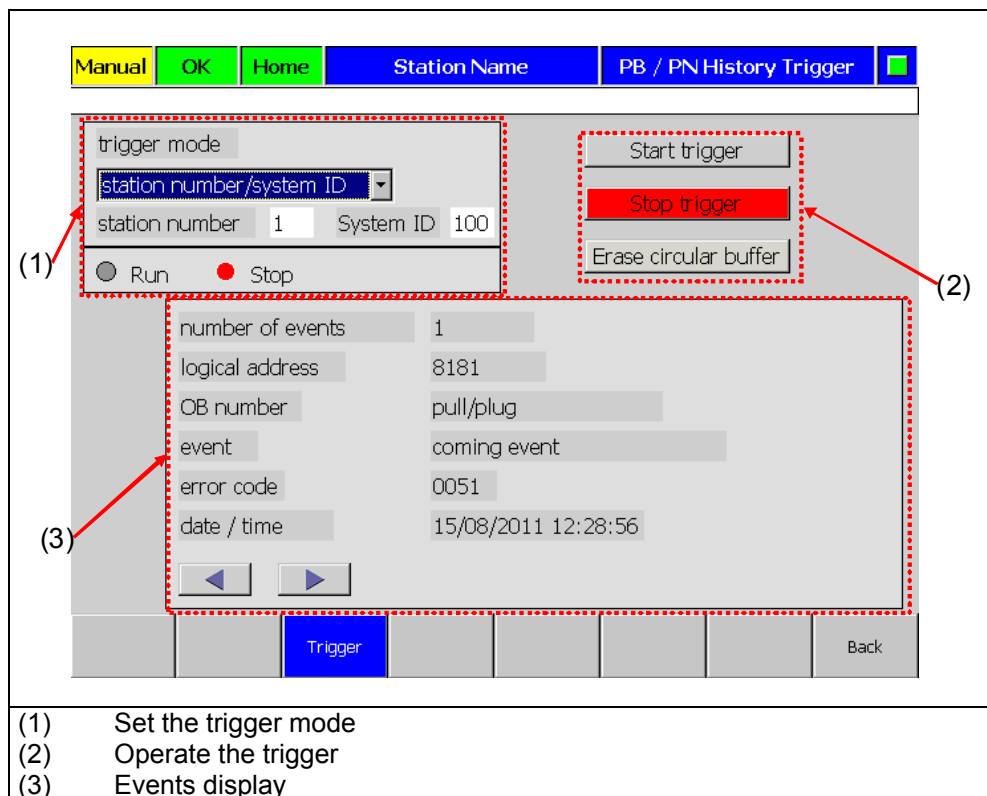 Manual OK Home Station Name PB / PN History Trigger
trigger mode
station number/system ID
station number 1 System ID 100
Run Stop
Start trigger
Stop trigger
Erase circular buffer
(1)
(2)
number of events 1
logical address 8181
OB number pull/plug
event coming event
error code 0051
date / time 15/08/2011 12:28:56
(3)
Trigger Back
(1) Set the trigger mode
(2) Operate the trigger
(3) Events display